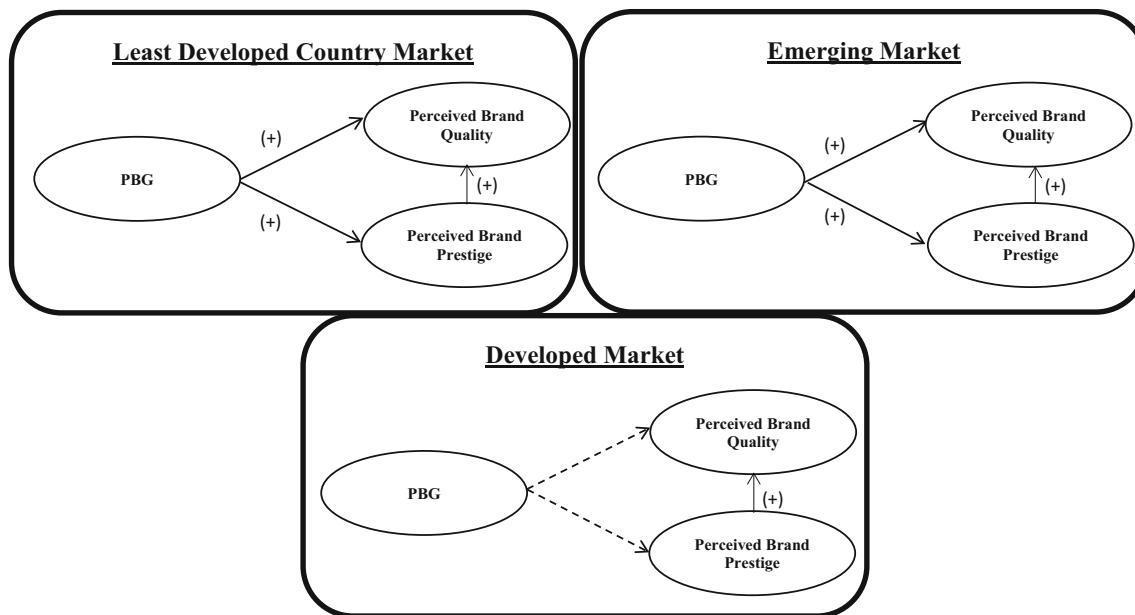 Least Developed Country Market
Perceived Brand
Quality
(+)
PBG
(+)
(+)
Perceived Brand
Prestige
Emerging Market
Perceived Brand
Quality
(+)
PBG
(+)
(+)
Perceived Brand
Prestige
Developed Market
Perceived Brand
Quality
PBG
(+)
Perceived Brand
Prestige